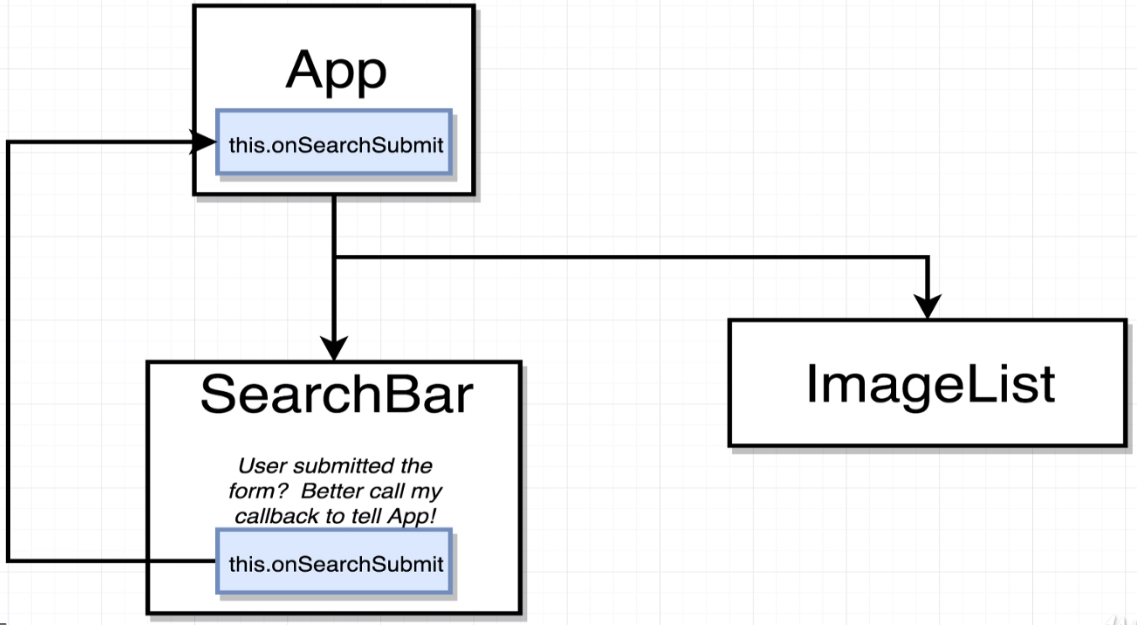 App
this.onSearchSubmit
SearchBar
User submitted the
form? Better call my
callback to tell App!
this.onSearchSubmit
ImageList